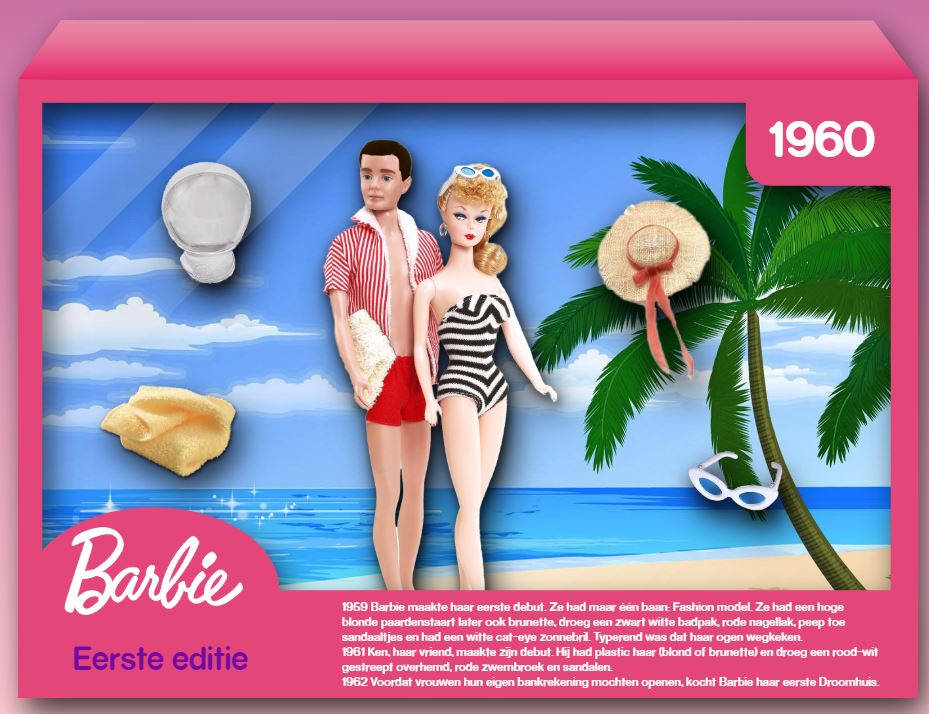 1960
Barbie
Eerste editie
1959 Barbie maakte haar eerste debut. Ze had maar één baan: Fashion model. Ze had een hoge
blonde paardenstaart later ook brunette, droeg een zwart witte badpak, rode nagellak, peep toe
sandaaltjes en had een witte cat-eye zonnebril. Typerend was dat haar ogen wegkeken.
1961 Ken, haar vriend, maakte zijn debut. Hij had plastic haar (blond of brunette) en droeg een rood-wit
gestreept overhemd, rode zwembroek en sandalen.
1962 Voordat vrouwen hun eigen bankrekening mochten openen, kocht Barbie haar eerste Droomhuis.